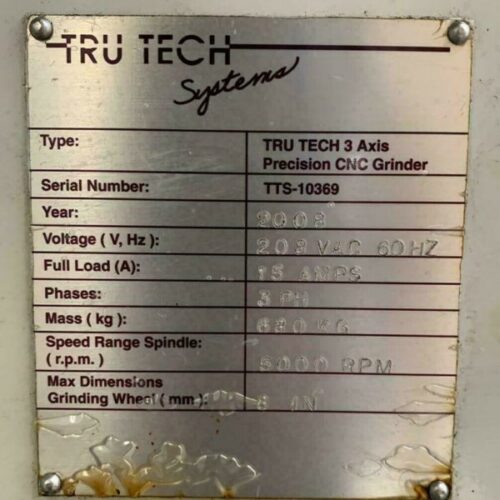 TRU TECH
Systems
Type: TRU TECH 3 Axis
Precision CNC Grinder
Serial Number: TTS-10369
Year: 2008
Voltage ( V, Hz ): 208 VAC 60HZ
Full Load (A): 15 AMPS
Phases: 3 PH
Mass ( kg ): KG
Speed Range Spindle:
( r.p.m. ) 5000 RPM
Max Dimensions
Grinding Wheel ( mm ): 6 IN